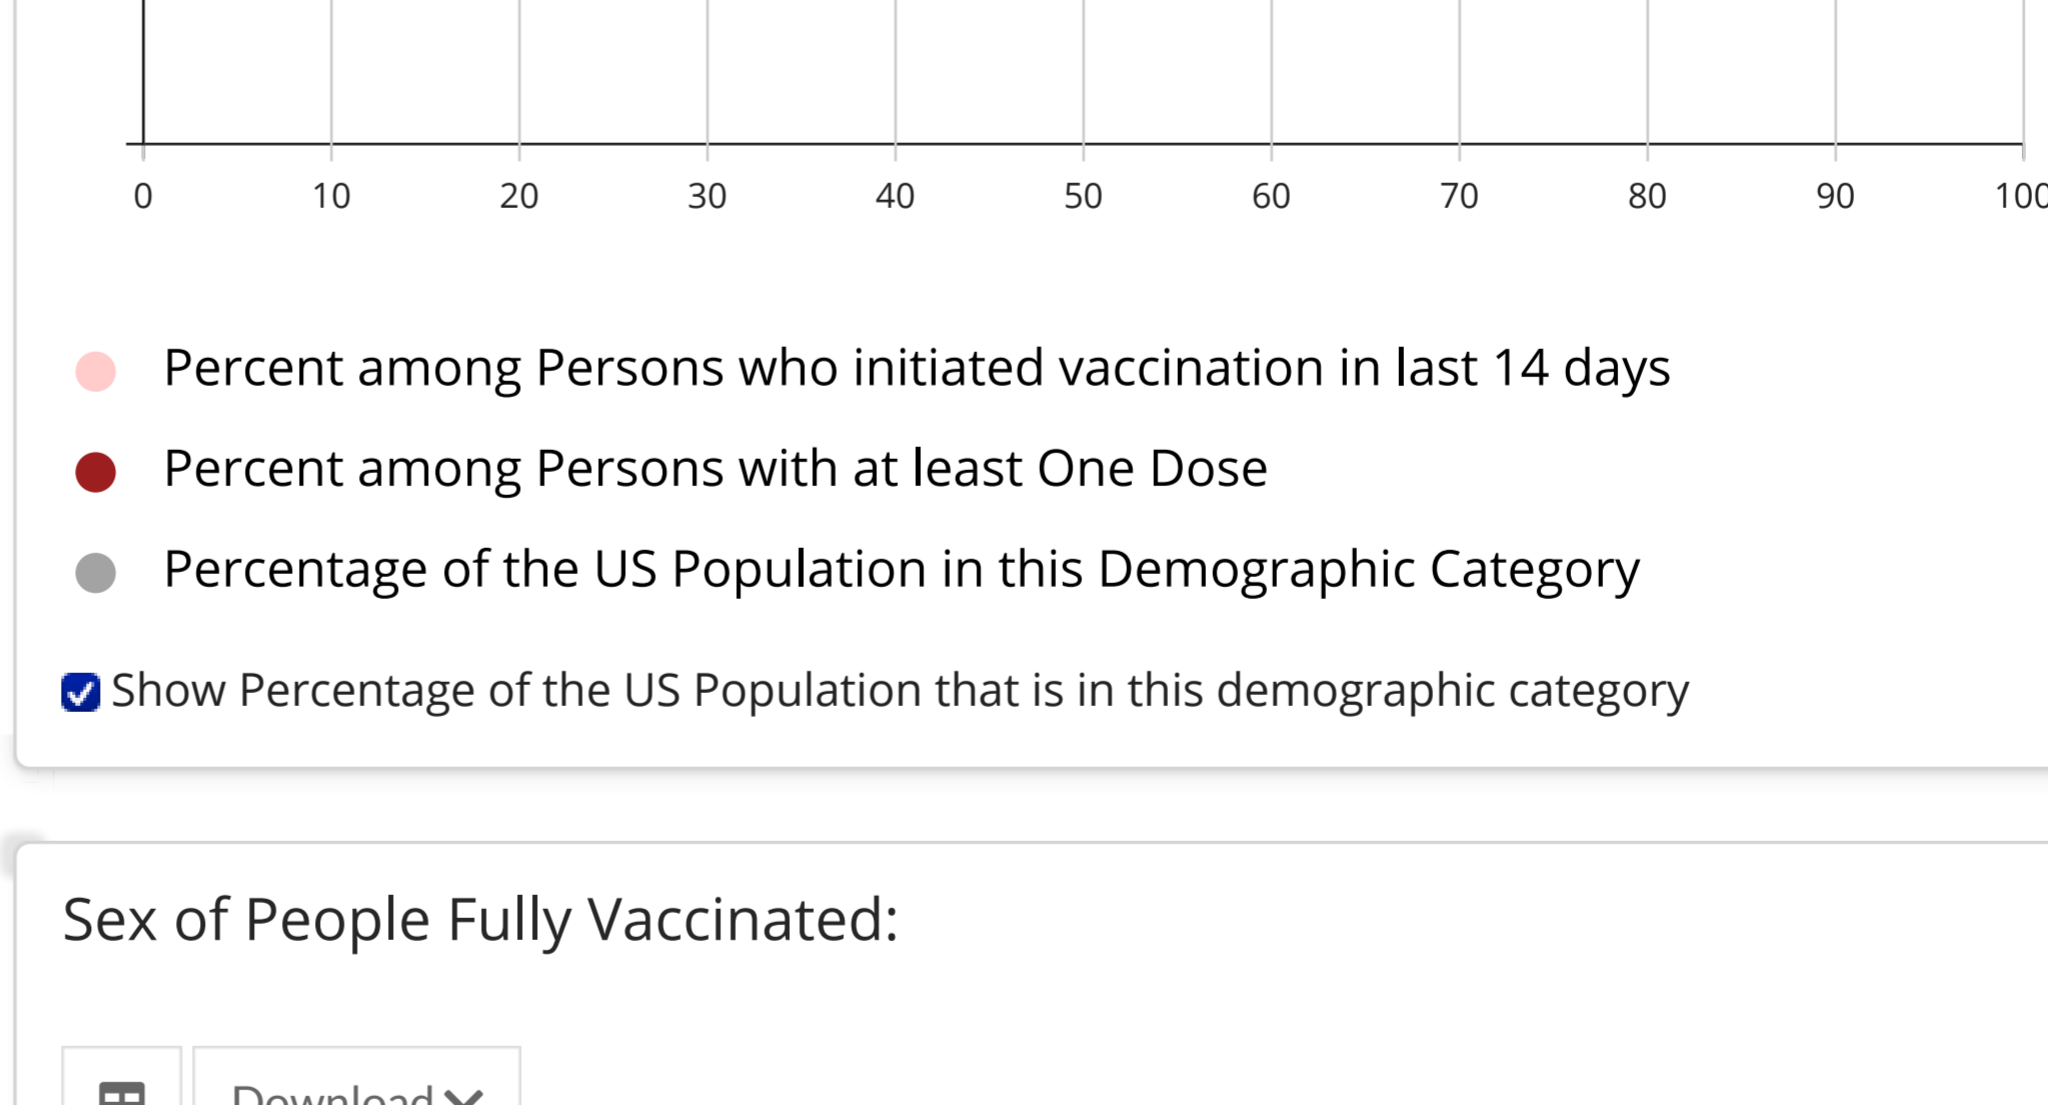 0 10 20 30 40 50 60 70 80 90 100
Percent among Persons who initiated vaccination in last 14 days
Percent among Persons with at least One Dose
Percentage of the US Population in this Demographic Category
Show Percentage of the US Population that is in this demographic category
Sex of People Fully Vaccinated:
Download